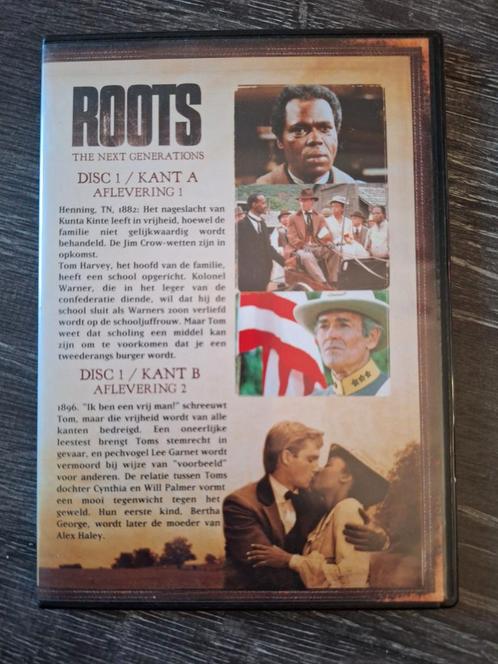 ROOTS
THE NEXT GENERATIONS
DISC 1 / KANT A
AFLEVERING 1
Henning, TN, 1882: Het nageslacht van
Kunta Kinte leeft in vrijheid, hoewel de
familie niet gelijkwaardig wordt
behandeld. De Jim Crow-wetten zijn in
opkomst.
Tom Harvey, het hoofd van de familie,
heeft een school opgericht. Kolonel
Warner, die in het leger van de
confederatie diende, wil dat hij de
school sluit als Warners zoon verliefd
wordt op de schooljuffrouw. Maar Tom
weet dat scholing een middel kan
zijn om te voorkomen dat je een
tweederangs burger wordt.
DISC 1 / KANT B
AFLEVERING 2
1896. "Ik ben een vrij man!" schreeuwt
Tom, maar die vrijheid wordt van alle
kanten bedreigd. Een oneerlijke
leestest brengt Toms stemrecht in
gevaar, en pechvogel Lee Garnet wordt
vermoord bij wijze van "voorbeeld"
voor anderen. De relatie tussen Toms
dochter Cynthia en Will Palmer vormt
een mooi tegenwicht tegen het
geweld. Hun eerste kind, Bertha
George, wordt later de moeder van
Alex Haley.